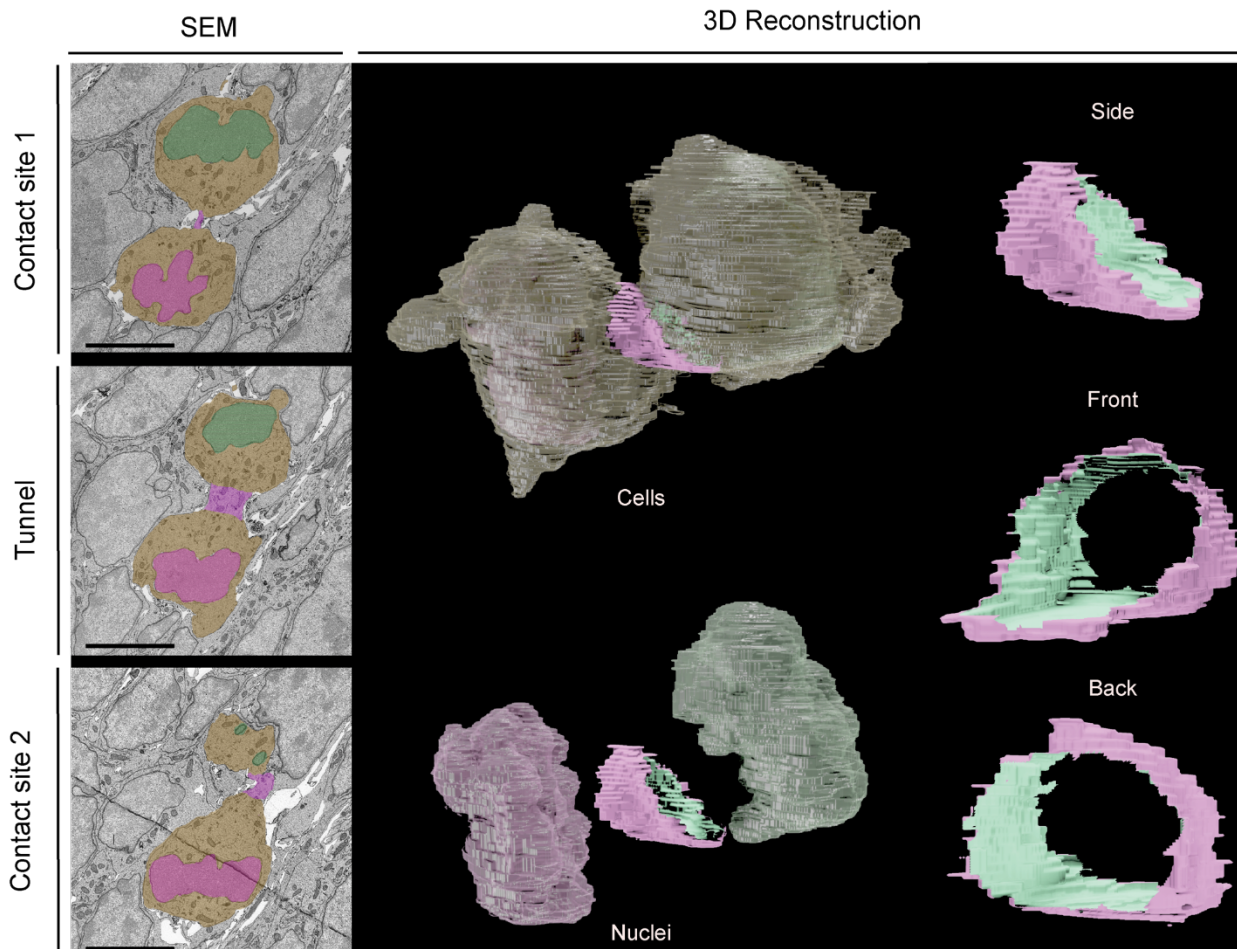 SEM
3D Reconstruction
Contact site 1
Side
Tunnel
Front
Cells
Contact site 2
Back
Nuclei